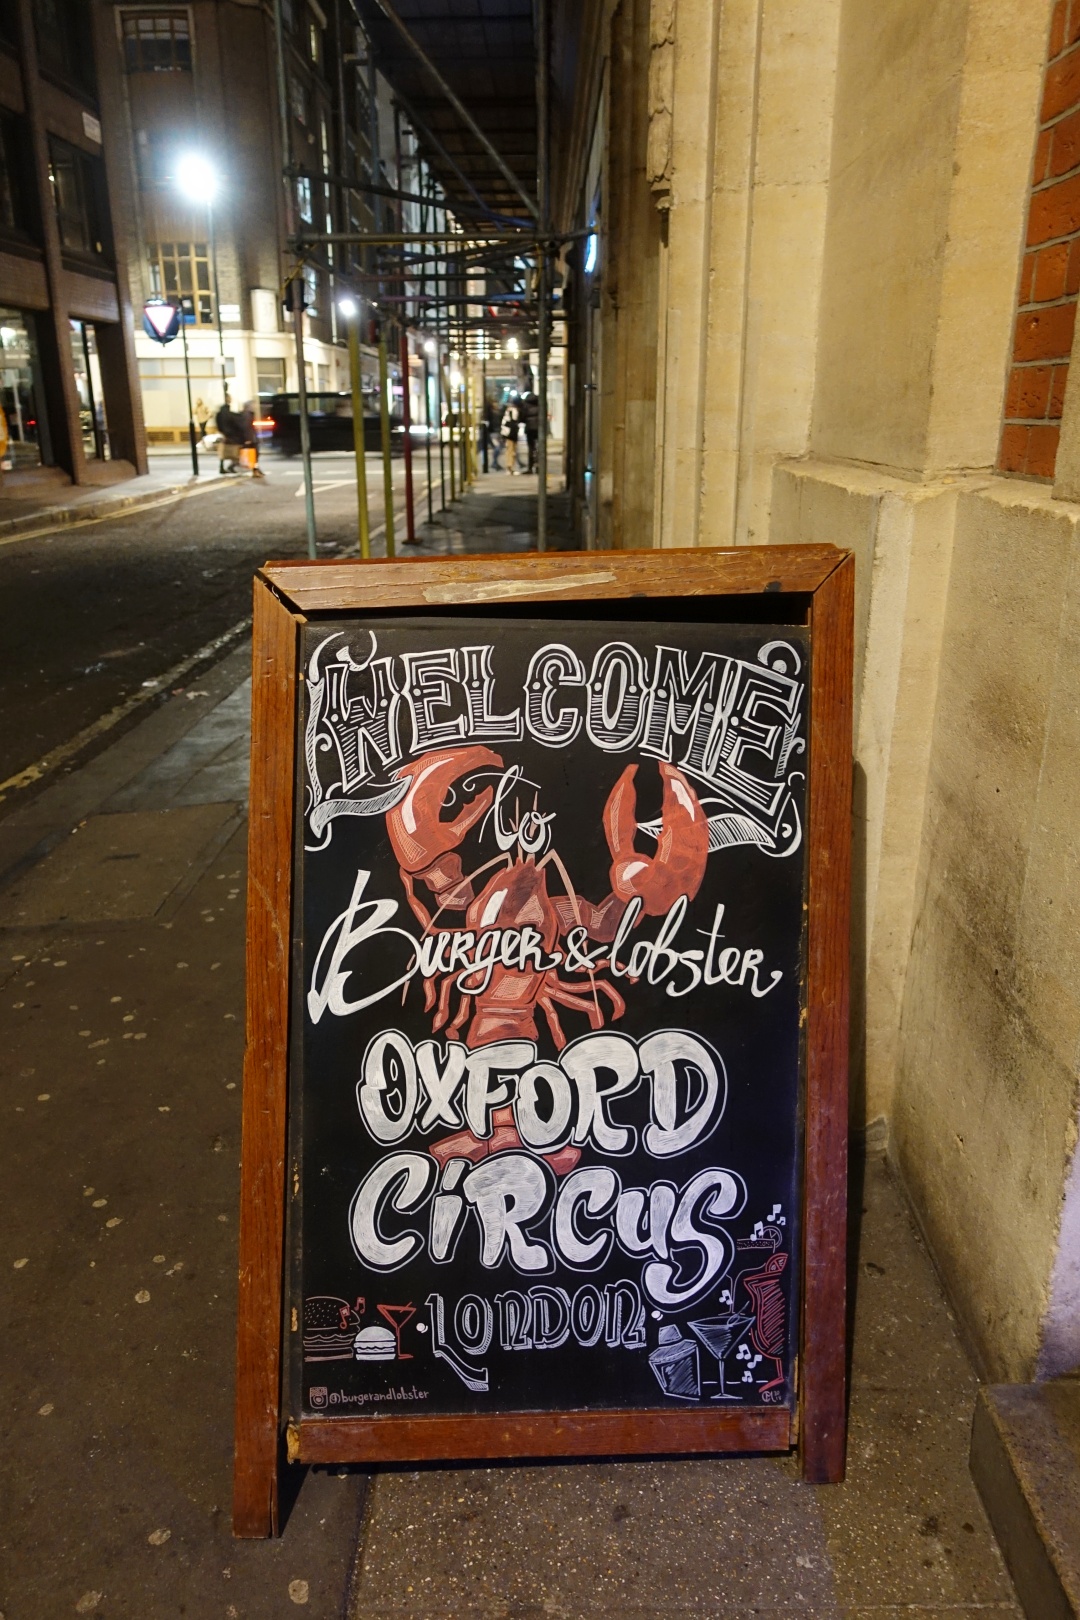 WELCOME
to
Burger & lobster
OXFORD
CiRCuS
LONDON
@burgerandlobster